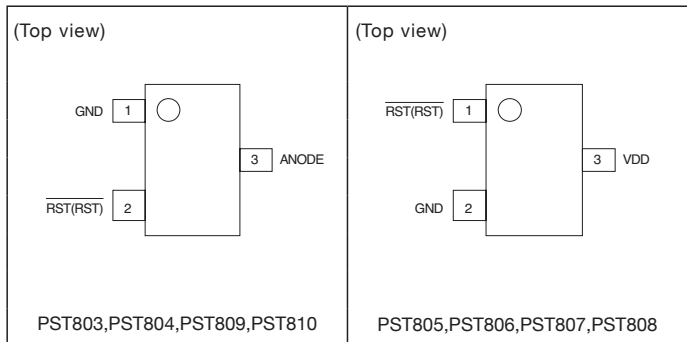 (Top view)
GND 1
3 ANODE
RST(RST) 2
PST803,PST804,PST809,PST810
(Top view)
RST(RST) 1
3 VDD
GND 2
PST805,PST806,PST807,PST808